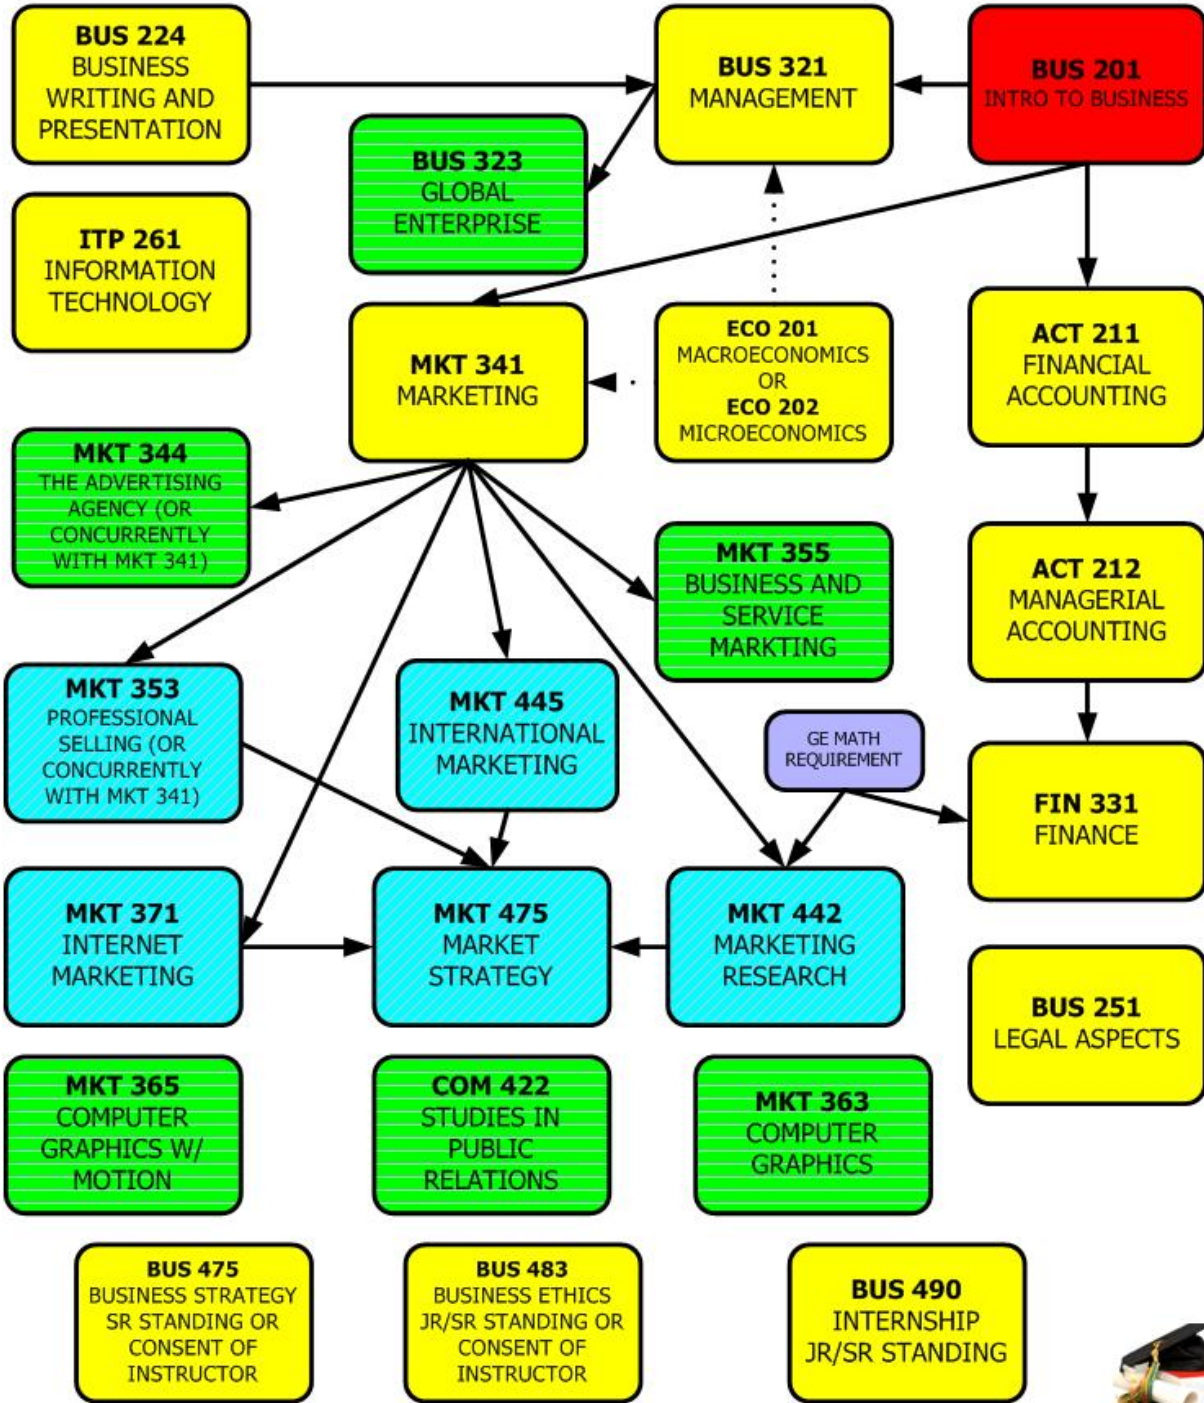 BUS 224
BUSINESS
WRITING AND
PRESENTATION
BUS 321
MANAGEMENT
BUS 201
INTRO TO BUSINESS
BUS 323
GLOBAL
ENTERPRISE
ITP 261
INFORMATION
TECHNOLOGY
MKT 341
MARKETING
ECO 201
MACROECONOMICS
OR
ECO 202
MICROECONOMICS
ACT 211
FINANCIAL
ACCOUNTING
MKT 344
THE ADVERTISING
AGENCY (OR
CONCURRENTLY
WITH MKT 341)
MKT 355
BUSINESS AND
SERVICE
MARKTING
ACT 212
MANAGERIAL
ACCOUNTING
MKT 353
PROFESSIONAL
SELLING (OR
CONCURRENTLY
WITH MKT 341)
MKT 445
INTERNATIONAL
MARKETING
GE MATH
REQUIREMENT
FIN 331
FINANCE
MKT 371
INTERNET
MARKETING
MKT 475
MARKET
STRATEGY
MKT 442
MARKETING
RESEARCH
BUS 251
LEGAL ASPECTS
MKT 365
COMPUTER
GRAPHICS W/
MOTION
COM 422
STUDIES IN
PUBLIC
RELATIONS
MKT 363
COMPUTER
GRAPHICS
BUS 475
BUSINESS STRATEGY
SR STANDING OR
CONSENT OF
INSTRUCTOR
BUS 483
BUSINESS ETHICS
JR/SR STANDING OR
CONSENT OF
INSTRUCTOR
BUS 490
INTERNSHIP
JR/SR STANDING